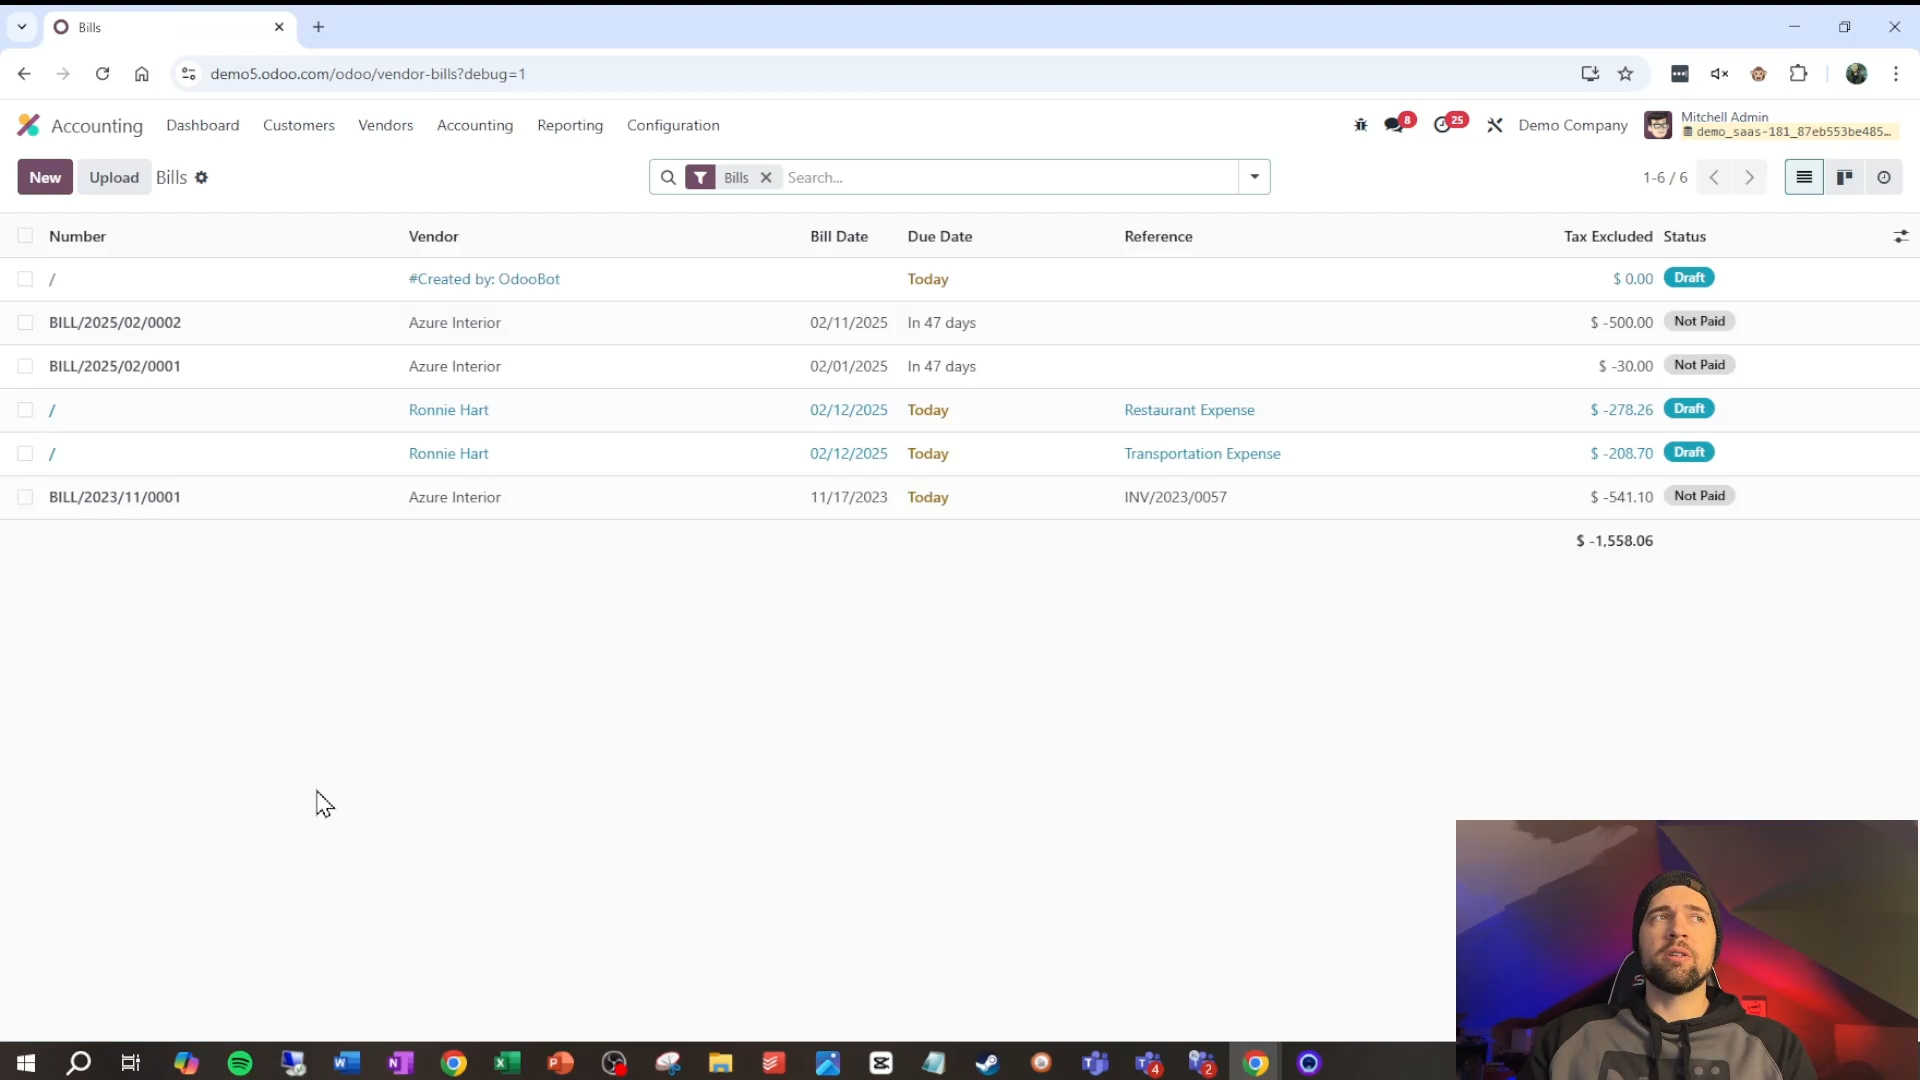 Bills
demo5.odoo.com/odoo/vendor-bills?debug=1
Accounting Dashboard Customers Vendors Accounting Reporting Configuration 8 25 Demo Company Mitchell Admin
demo_saas-181_87eb553be485...
New Upload Bills Bills Search... 1-6 / 6
Number Vendor Bill Date Due Date Reference Tax Excluded Status
/ #Created by: OdooBot Today $ 0.00 Draft
BILL/2025/02/0002 Azure Interior 02/11/2025 In 47 days $ -500.00 Not Paid
BILL/2025/02/0001 Azure Interior 02/01/2025 In 47 days $ -30.00 Not Paid
/ Ronnie Hart 02/12/2025 Today Restaurant Expense $ -278.26 Draft
/ Ronnie Hart 02/12/2025 Today Transportation Expense $ -208.70 Draft
BILL/2023/11/0001 Azure Interior 11/17/2023 Today INV/2023/0057 $ -541.10 Not Paid
$ -1,558.06
4 2